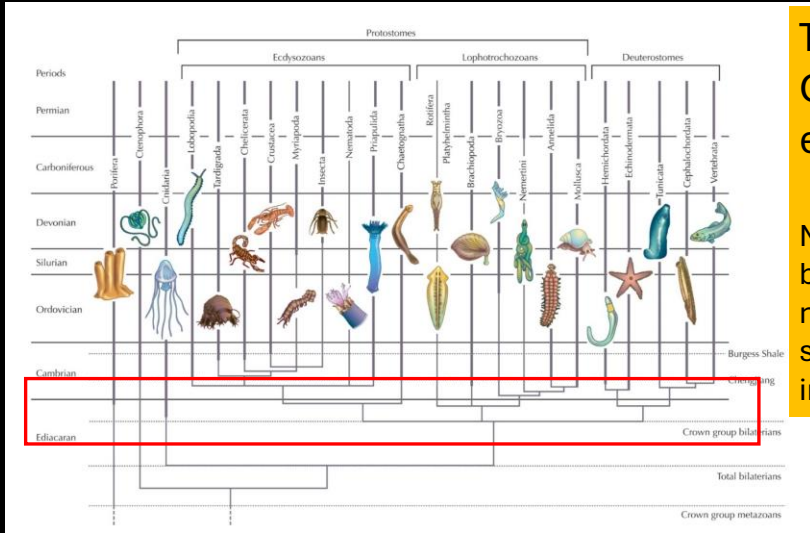 Protostomes
Ecdysozoans
Lophotrochozoans
Deuterostomes
Periods
Permian
Carboniferous
Devonian
Silurian
Ordovician
Cambrian
Ediacaran
Porifera
Ctenophora
Cnidaria
Lobopodia
Tardigrada
Chelicerata
Crustacea
Myriapoda
Insecta
Nematoda
Priapulida
Chaetognatha
Rotifera
Platyhelmintha
Brachiopoda
Bryozoa
Nemertini
Annelida
Mollusca
Hemichordata
Echinodermata
Tunicata
Cephalochordata
Vertebrata
Burgess Shale
Chengjiang
Crown group bilaterians
Total bilaterians
Crown group metazoans